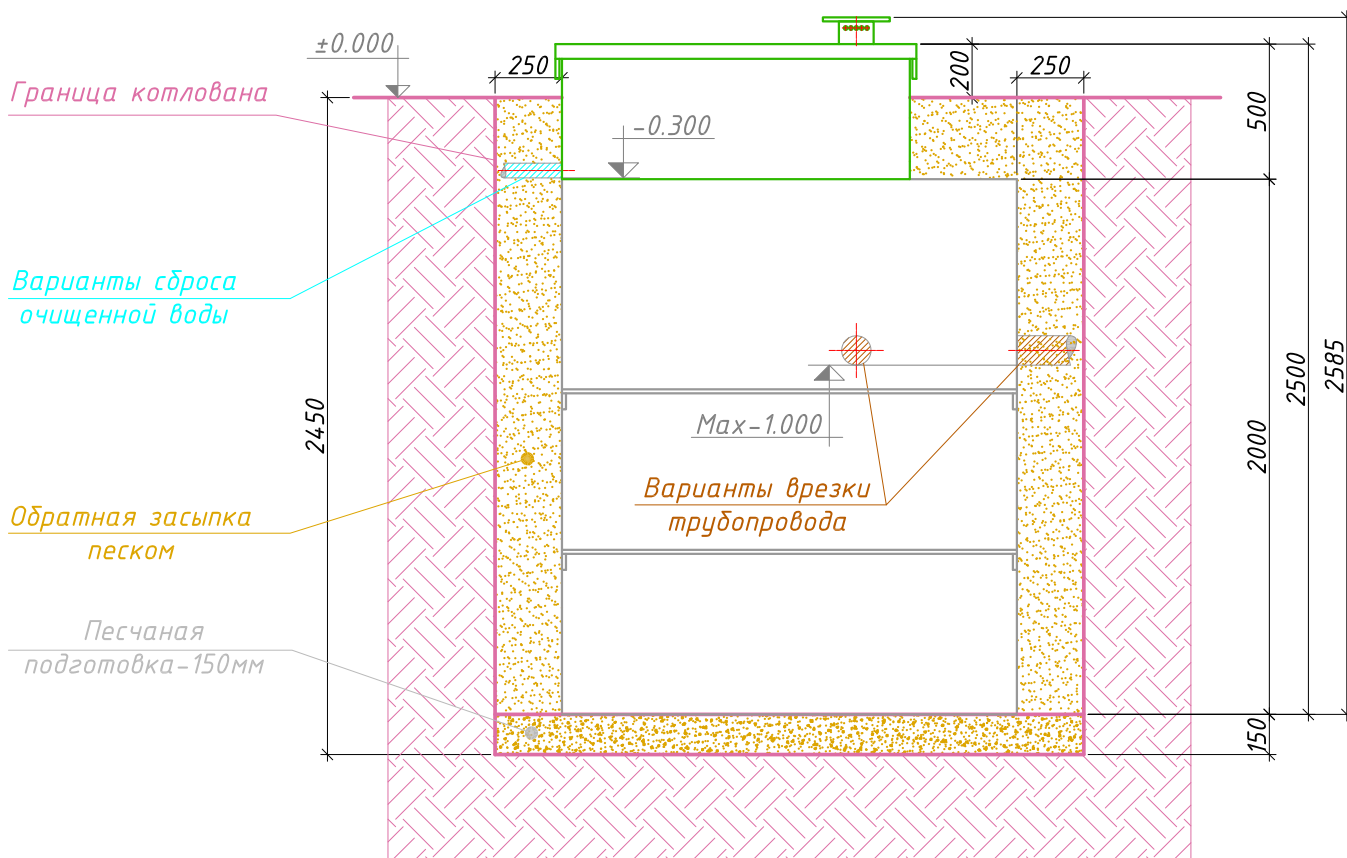 ±0.000
250
200
250
Граница котлована
500
-0.300
Варианты сброса
очищенной воды
2585
2500
2450
Max-1.000
2000
Варианты врезки
трубопровода
Обратная засыпка
песком
Песчаная
подготовка-150мм
150